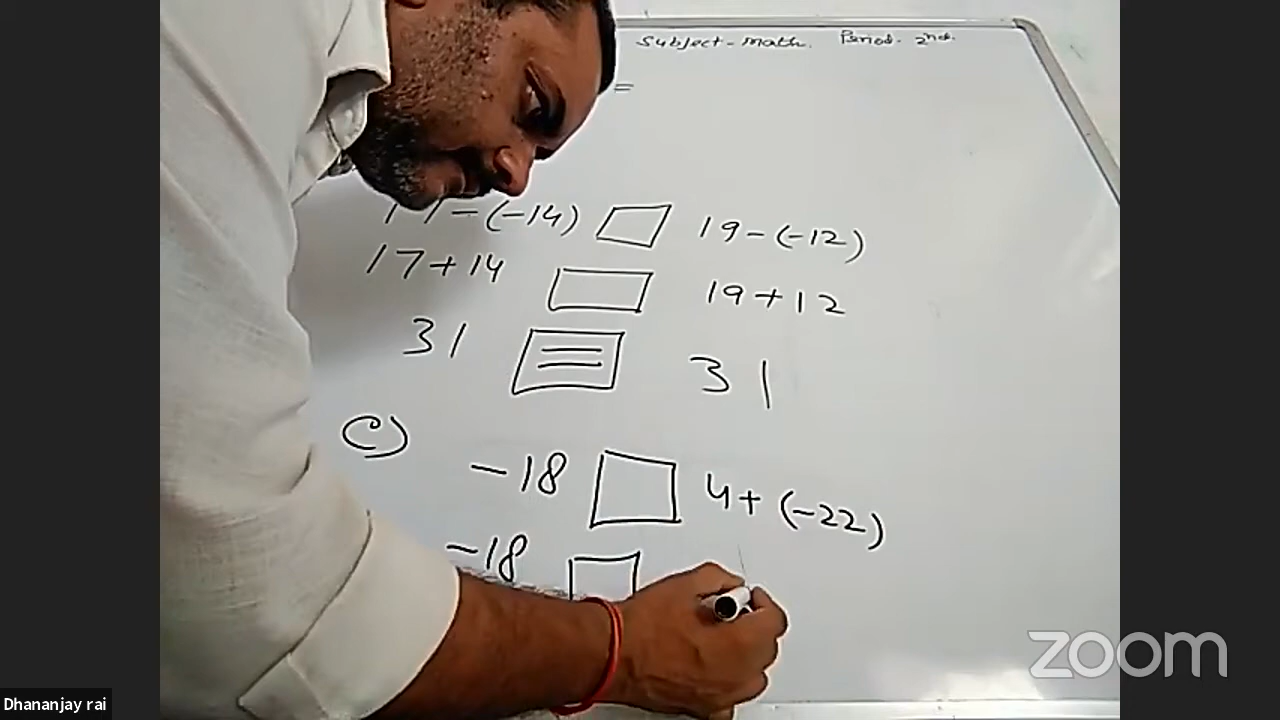 Subject - Math. Period - 2nd.
=
17 - (-14) □ 19 - (-12)
17 + 14 □ 19 + 12
31 = 31
C) -18 □ 4 + (-22)
-18 □
zoom
Dhananjay rai